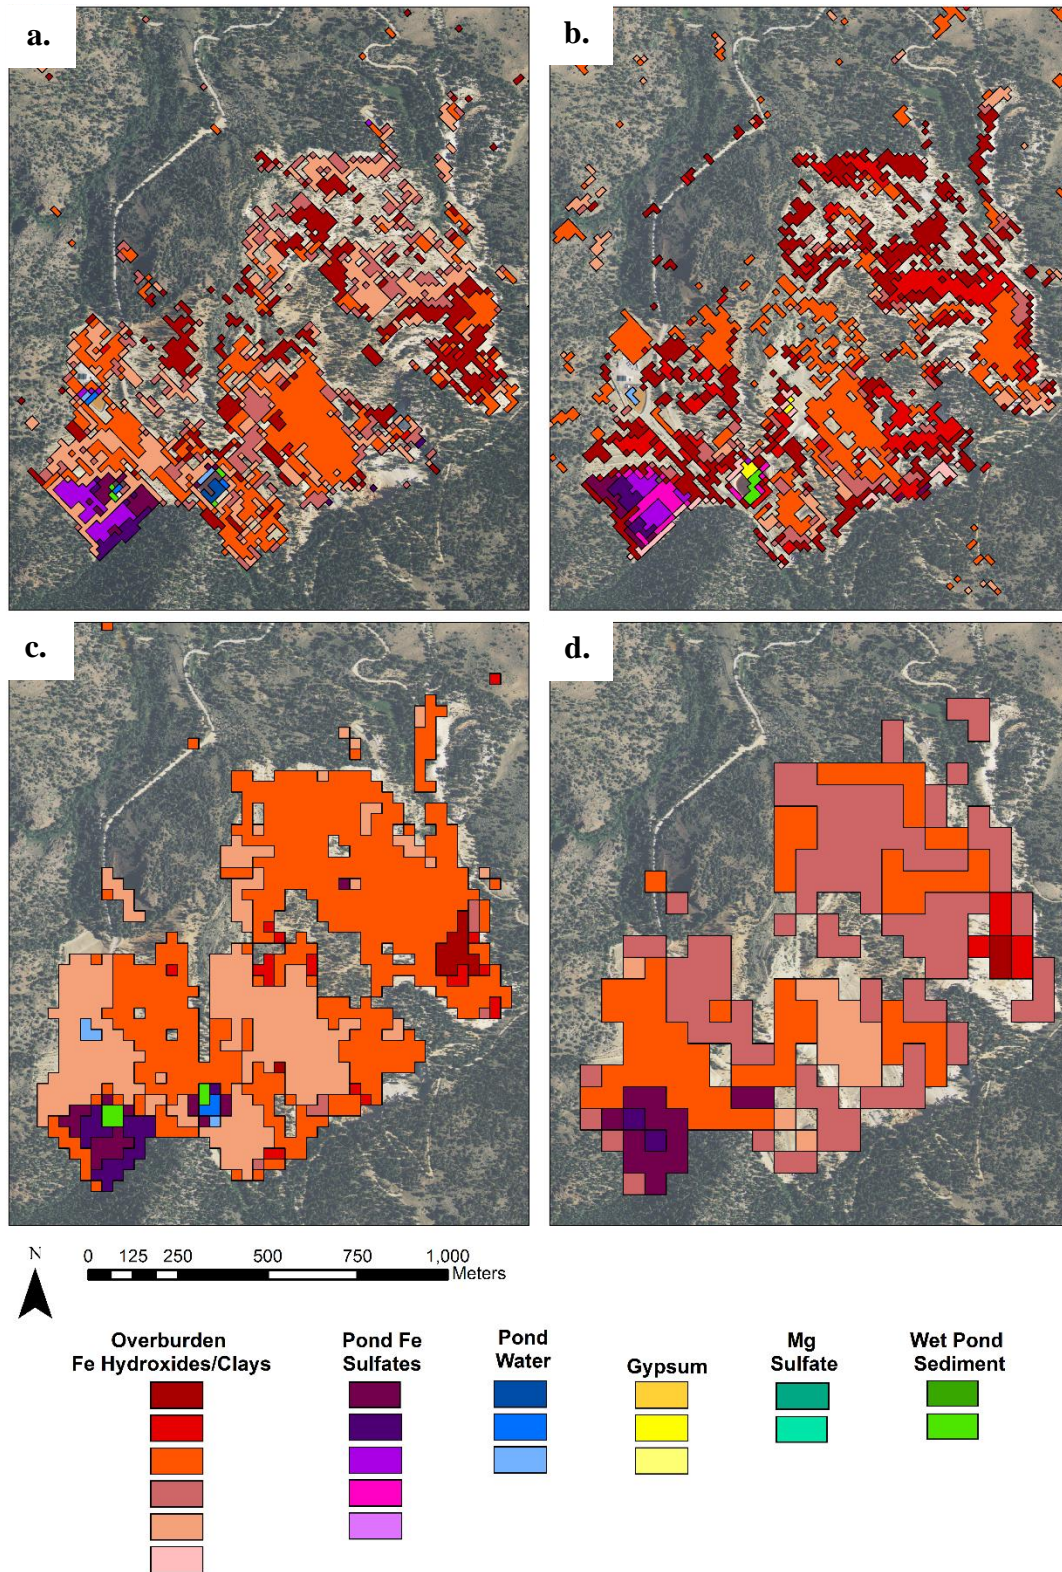 a.
b.
c.
d.
N
0 125 250 500 750 1,000
Meters
Overburden
Fe Hydroxides/Clays
Pond Fe
Sulfates
Pond
Water
Gypsum
Mg
Sulfate
Wet Pond
Sediment